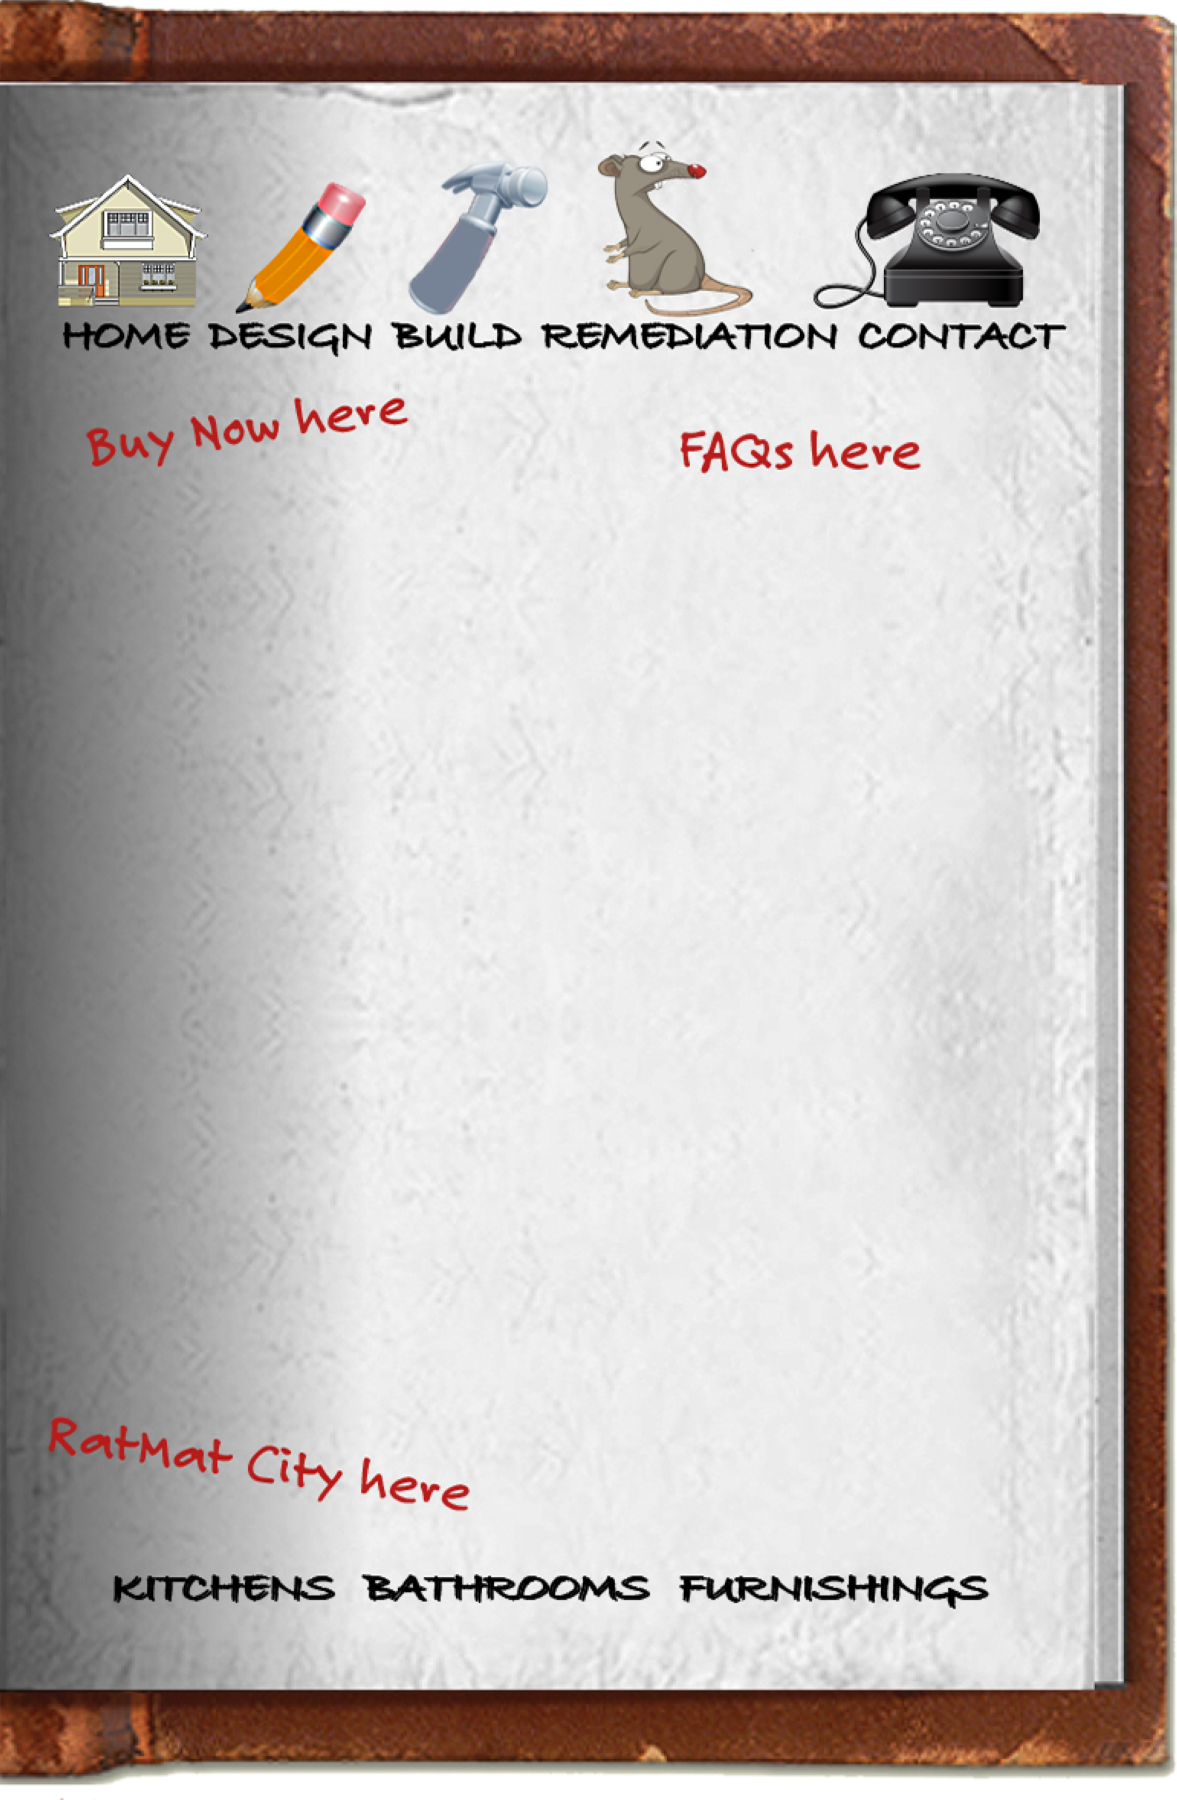 HOME DESIGN BUILD REMEDIATION CONTACT
Buy Now here
FAQs here
RatMat City here
KITCHENS BATHROOMS FURNISHINGS